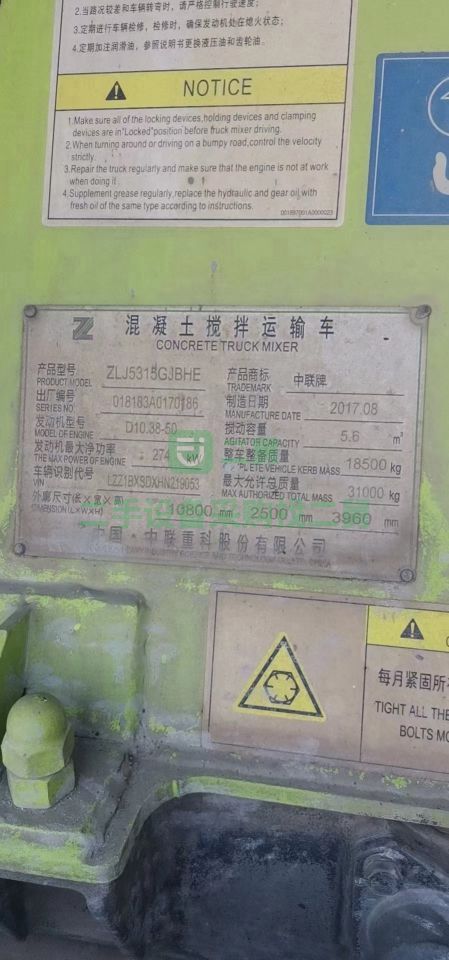 2.当路况较差和车辆转弯时，请严格控制行驶速度；
3.定期进行车辆检修，检修时，确保发动机处在熄火状态；
4.定期加注润滑油，参照说明书更换液压油和齿轮油。
NOTICE
1.Make sure all of the locking devices,holding devices and clamping
devices are in"Locked"position before truck mixer driving.
2.When turning around or driving on a bumpy road,control the velocity
strictly.
3.Repair the truck regularly and make sure that the engine is not at work
when doing it.
4.Supplement grease regularly,replace the hydraulic and gear oil with
fresh oil of the same type according to instructions.
001897001A0000023
混凝土搅拌运输车
CONCRETE TRUCK MIXER
产品型号 ZLJ5315GJBHE 产品商标 中联牌
PRODUCT MODEL TRADEMARK
出厂编号 018183A0170186 制造日期 2017.08
SERIES NO. MANUFACTURE DATE
发动机型号 D10.38-50 搅动容量 5.6 m³
MODEL OF ENGINE AGITATOR CAPACITY
发动机最大净功率 274 kW 整车整备质量 18500 kg
THE MAX POWER OF ENGINE COMPLETE VEHICLE KERB MASS
车辆识别代号 LZZ1BXSDXHN219053 最大允许总质量 31000 kg
VIN MAX AUTHORIZED TOTAL MASS
外廓尺寸(长×宽×高) 10800 mm 2500 mm 3960 mm
DIMENSION(L×W×H)
中国·中联重科股份有限公司
每月紧固所
TIGHT ALL THE
BOLTS MO